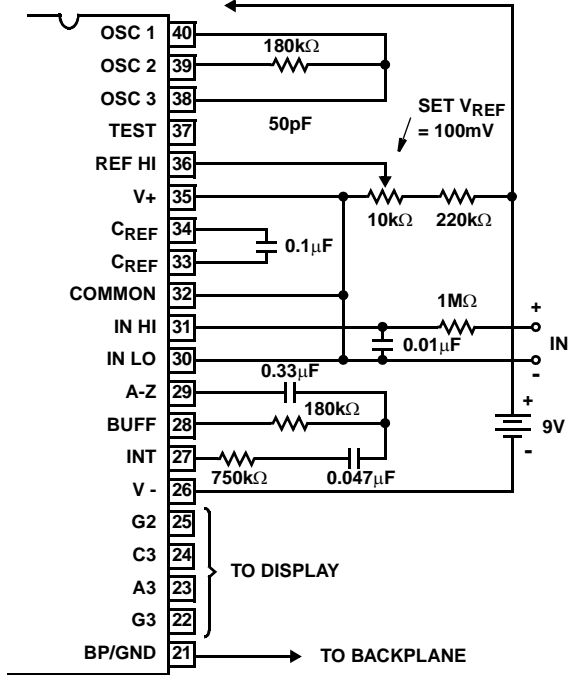 OSC 1 40
180kΩ
OSC 2 39
OSC 3 38
SET VREF
= 100mV
TEST 37
50pF
REF HI 36
V+ 35
10kΩ 220kΩ
CREF 34
0.1µF
CREF 33
COMMON 32
1MΩ
+
IN HI 31
IN
0.01µF
IN LO 30
-
0.33µF
A-Z 29
180kΩ
+
BUFF 28
9V
-
INT 27
750kΩ 0.047µF
V - 26
G2 25
C3 24
TO DISPLAY
A3 23
G3 22
BP/GND 21 TO BACKPLANE